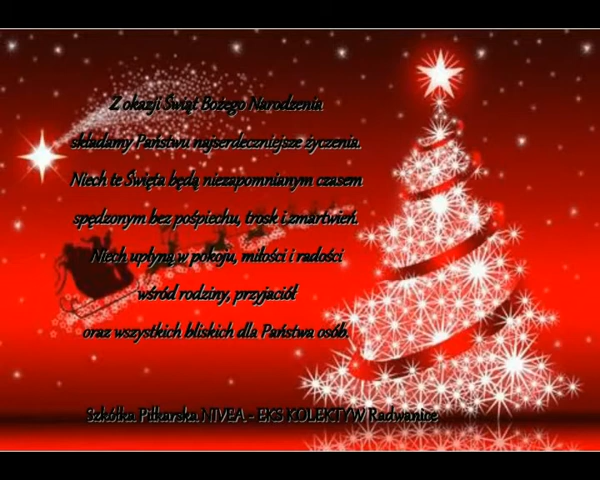 Z okazji Świąt Bożego Narodzenia
składamy Państwu najserdeczniejsze życzenia.
Niech te Święta będą niezapomnianym czasem
spędzonym bez pośpiechu, trosk i zmartwień.
Niech upłyną w pokoju, miłości i radości
wśród rodziny, przyjaciół
oraz wszystkich bliskich dla Państwa osób.
Szkółka Piłkarska NIVEA - EKS KOLEKTYW Radwanice